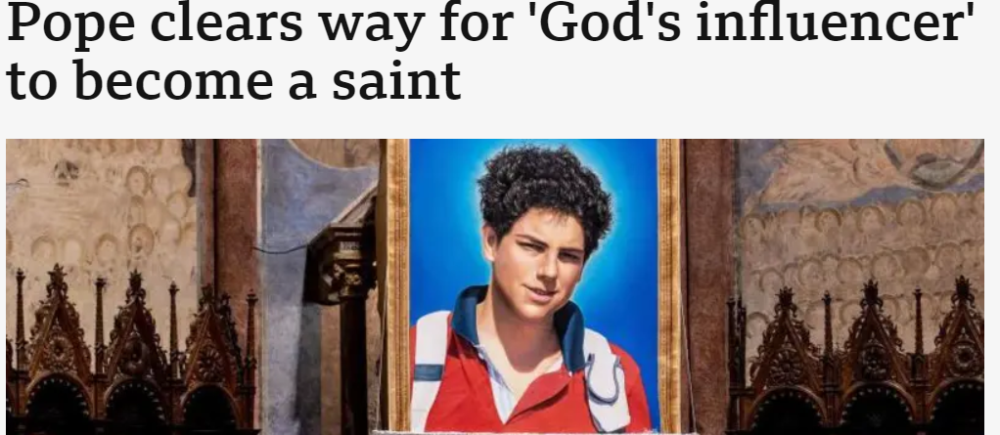 Pope clears way for 'God's influencer'
to become a saint